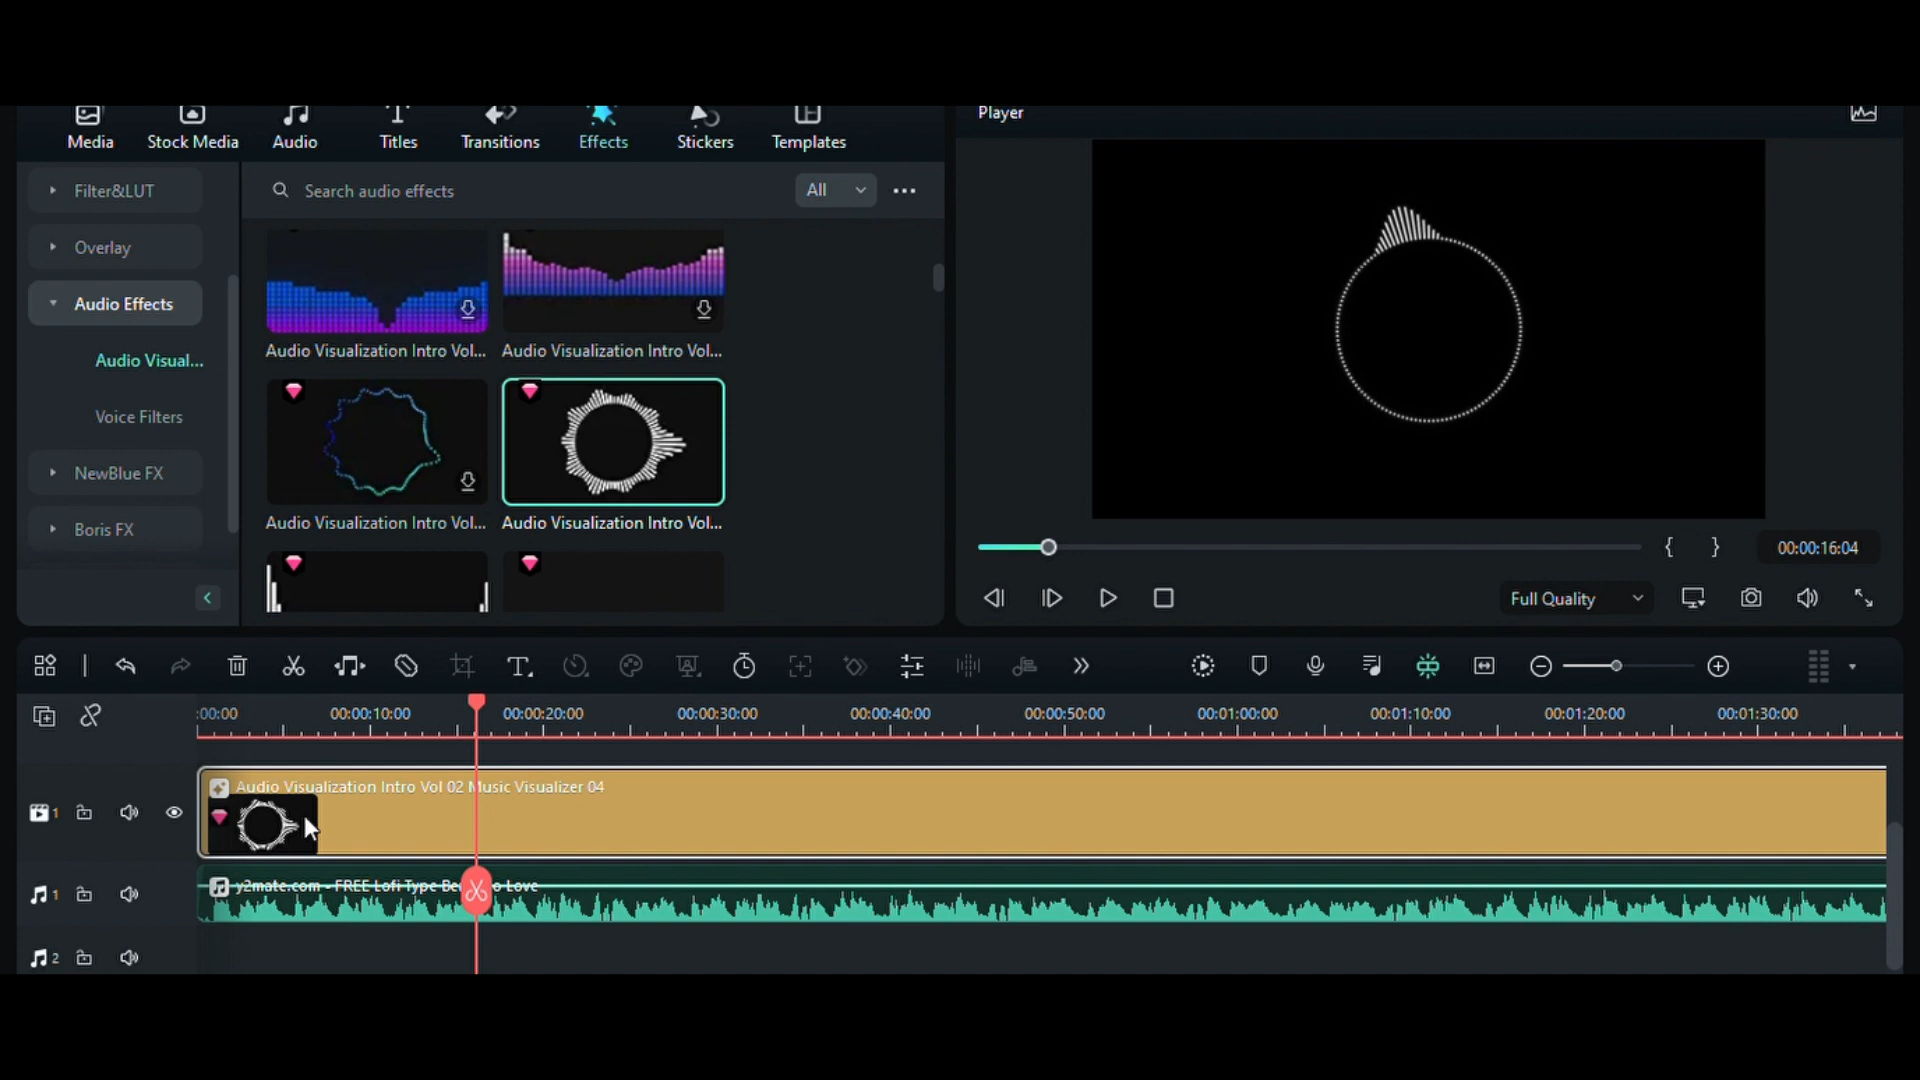 Media Stock Media Audio Titles Transitions Effects Stickers Templates
Player
Filter&LUT
Search audio effects
All
Overlay
Audio Effects
Audio Visual...
Voice Filters
NewBlue FX
Boris FX
Audio Visualization Intro Vol... Audio Visualization Intro Vol...
Audio Visualization Intro Vol... Audio Visualization Intro Vol...
00:00:16:04
Full Quality
:00:00 00:00:10:00 00:00:20:00 00:00:30:00 00:00:40:00 00:00:50:00 00:01:00:00 00:01:10:00 00:01:20:00 00:01:30:00
Audio Visualization Intro Vol 02 Music Visualizer 04
1
y2mate.com - FREE Lofi Type Be o Love
1
2